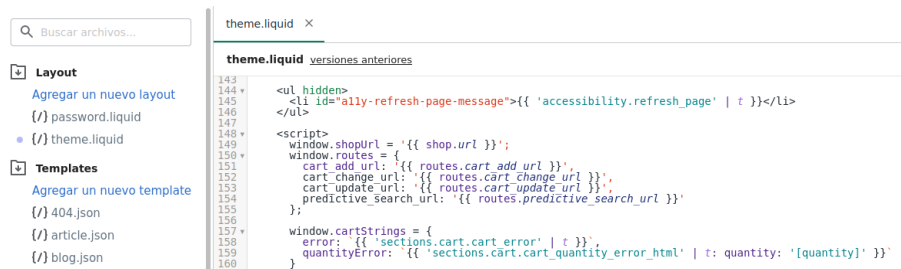 Buscar archivos...
Layout
Agregar un nuevo layout
{/} password.liquid
{/} theme.liquid
Templates
Agregar un nuevo template
{/} 404.json
{/} article.json
{/} blog.json
theme.liquid ×
theme.liquid versiones anteriores
143
144 <ul hidden>
145 <li id="a11y-refresh-page-message">{{ 'accessibility.refresh_page' | t }}</li>
146 </ul>
147
148 <script>
149 window.shopUrl = '{{ shop.url }}';
150 window.routes = {
151 cart_add_url: '{{ routes.cart_add_url }}',
152 cart_change_url: '{{ routes.cart_change_url }}',
153 cart_update_url: '{{ routes.cart_update_url }}',
154 predictive_search_url: '{{ routes.predictive_search_url }}'
155 };
156
157 window.cartStrings = {
158 error: `{{ 'sections.cart.cart_error' | t }}`,
159 quantityError: `{{ 'sections.cart.cart_quantity_error_html' | t: quantity: '[quantity]' }}`
160 }